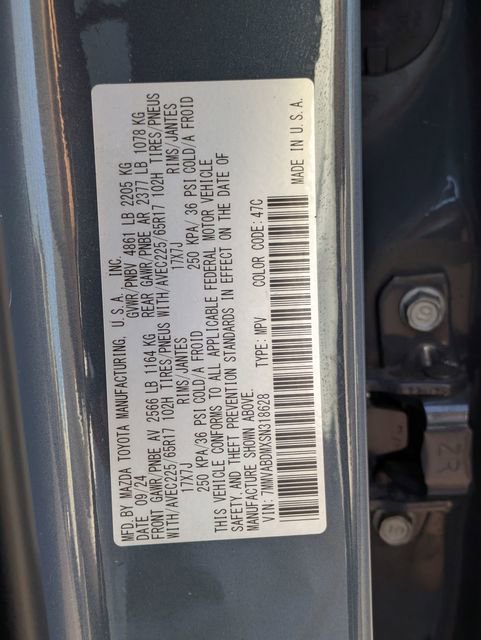 MFD. BY MAZDA TOYOTA MANUFACTURING, U.S.A. INC.
DATE 09/24 GVWR/PNBV 4861 LB 2205 KG
FRONT GAWR/PNBE AV 2566 LB 1164 KG REAR GAWR/PNBE AR 2377 LB 1078 KG
WITH/AVEC225/65R17 102H TIRES/PNEUS WITH/AVEC225/65R17 102H TIRES/PNEUS
17X7J RIMS/JANTES 17X7J RIMS/JANTES
250 KPA/36 PSI COLD/A FROID 250 KPA/36 PSI COLD/A FROID
THIS VEHICLE CONFORMS TO ALL APPLICABLE FEDERAL MOTOR VEHICLE
SAFETY, AND THEFT PREVENTION STANDARDS IN EFFECT ON THE DATE OF
MANUFACTURE SHOWN ABOVE.
VIN: 7MMVABDMXSN318628 TYPE: MPV COLOR CODE: 47C
MADE IN U.S.A.
9
9